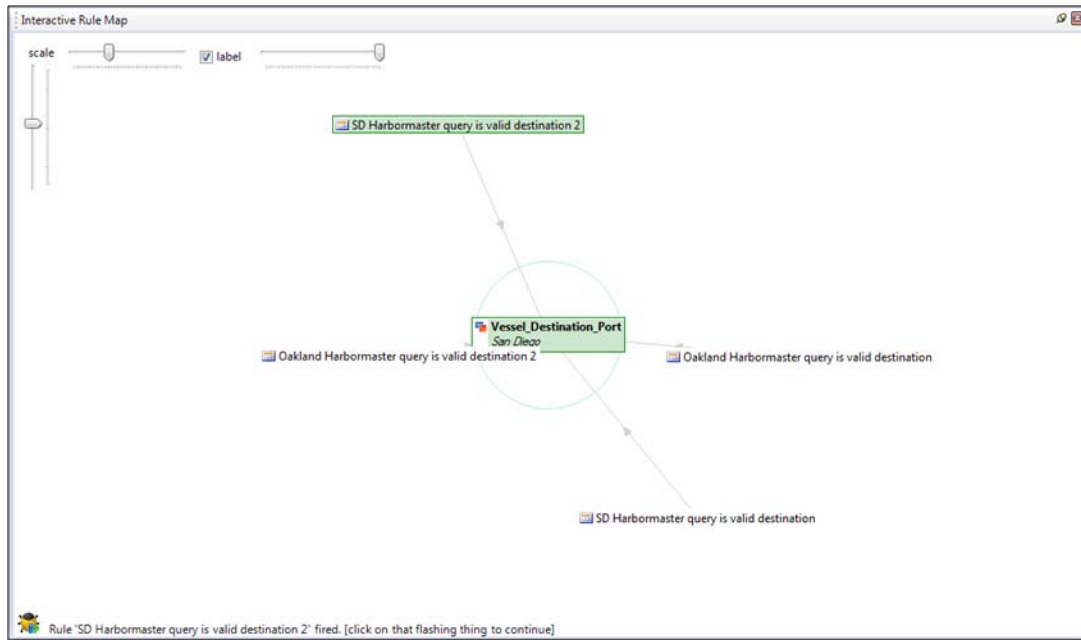 Interactive Rule Map
scale
label
SD Harbormaster query is valid destination 2
Vessel_Destination_Port
San Diego
Oakland Harbormaster query is valid destination 2
Oakland Harbormaster query is valid destination
SD Harbormaster query is valid destination
Rule 'SD Harbormaster query is valid destination 2' fired. [click on that flashing thing to continue]